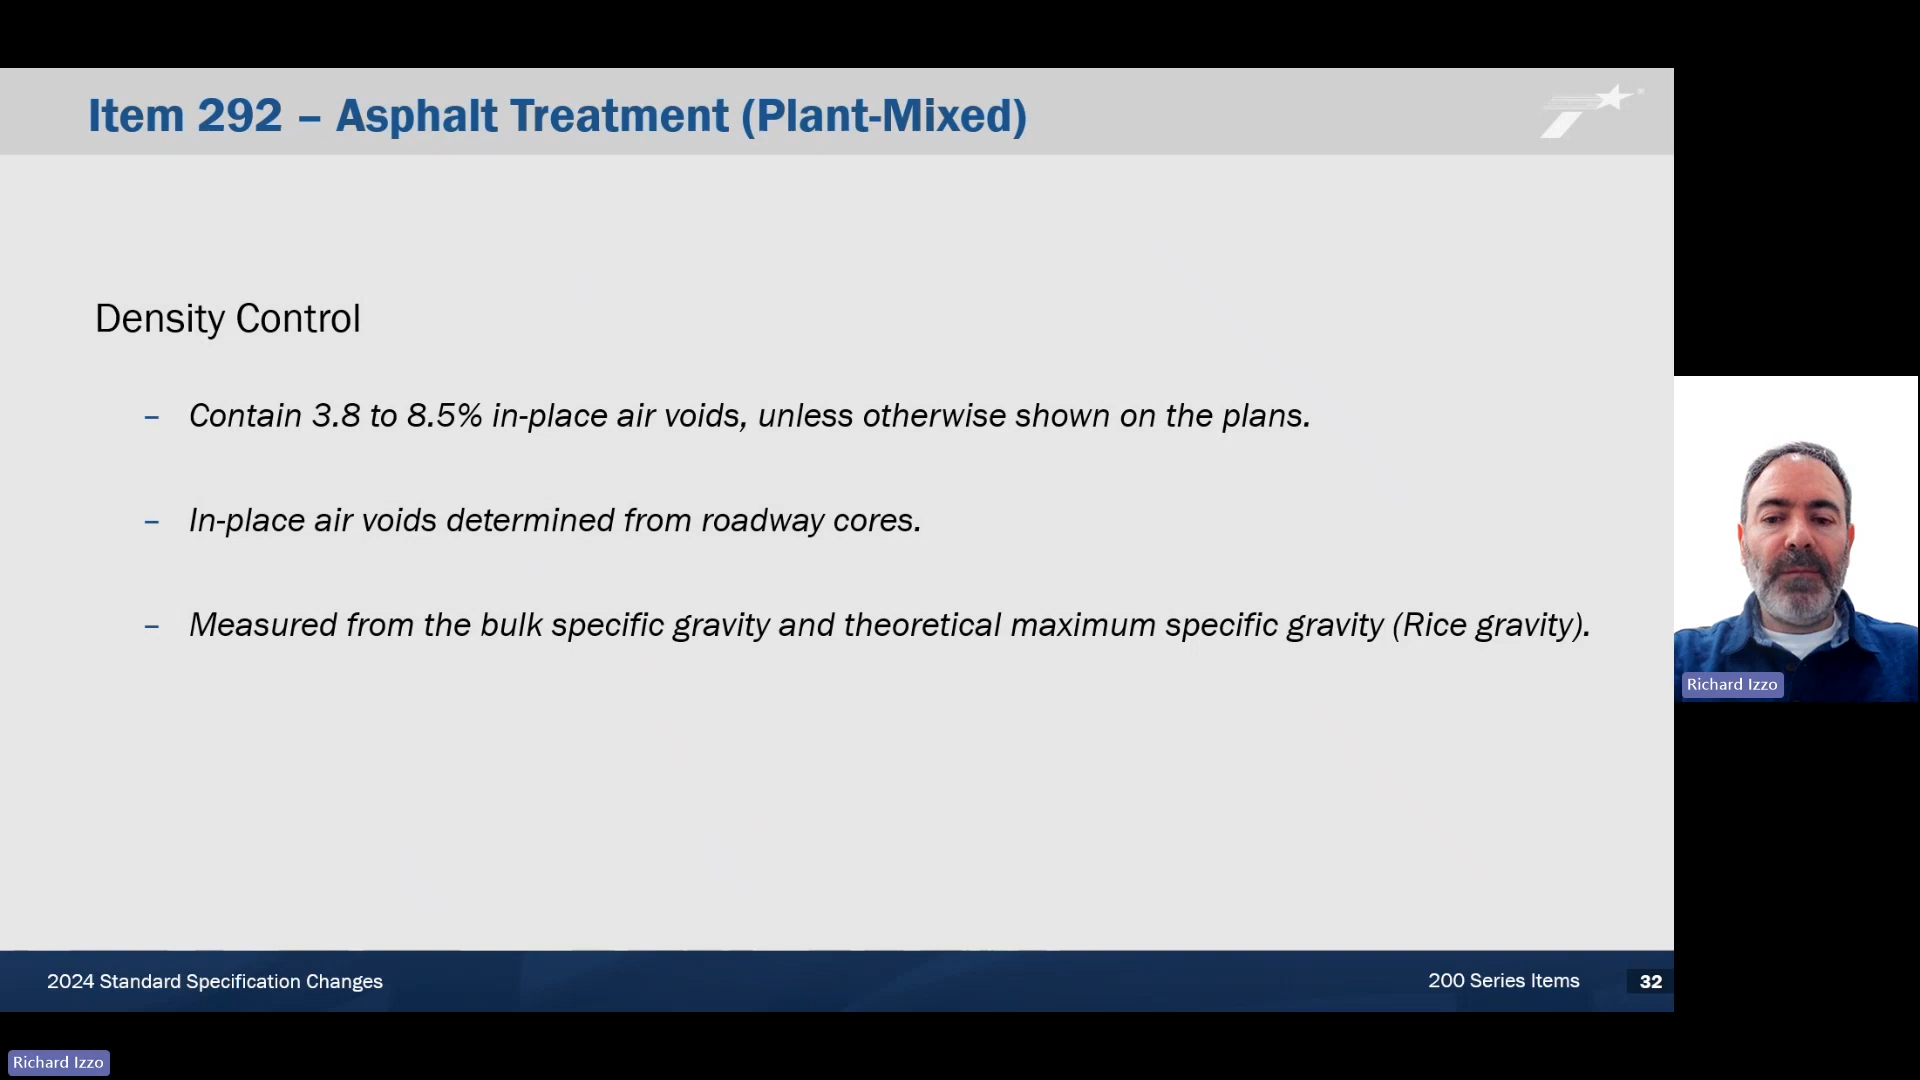 Item 292 – Asphalt Treatment (Plant-Mixed)
Density Control
– Contain 3.8 to 8.5% in-place air voids, unless otherwise shown on the plans.
– In-place air voids determined from roadway cores.
– Measured from the bulk specific gravity and theoretical maximum specific gravity (Rice gravity).
Richard Izzo
2024 Standard Specification Changes
200 Series Items
32
Richard Izzo